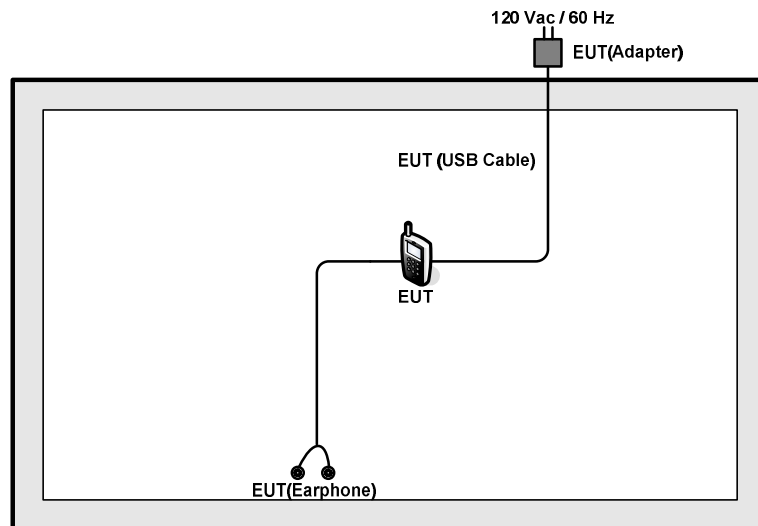 120 Vac / 60 Hz
EUT(Adapter)
EUT (USB Cable)
EUT
EUT(Earphone)